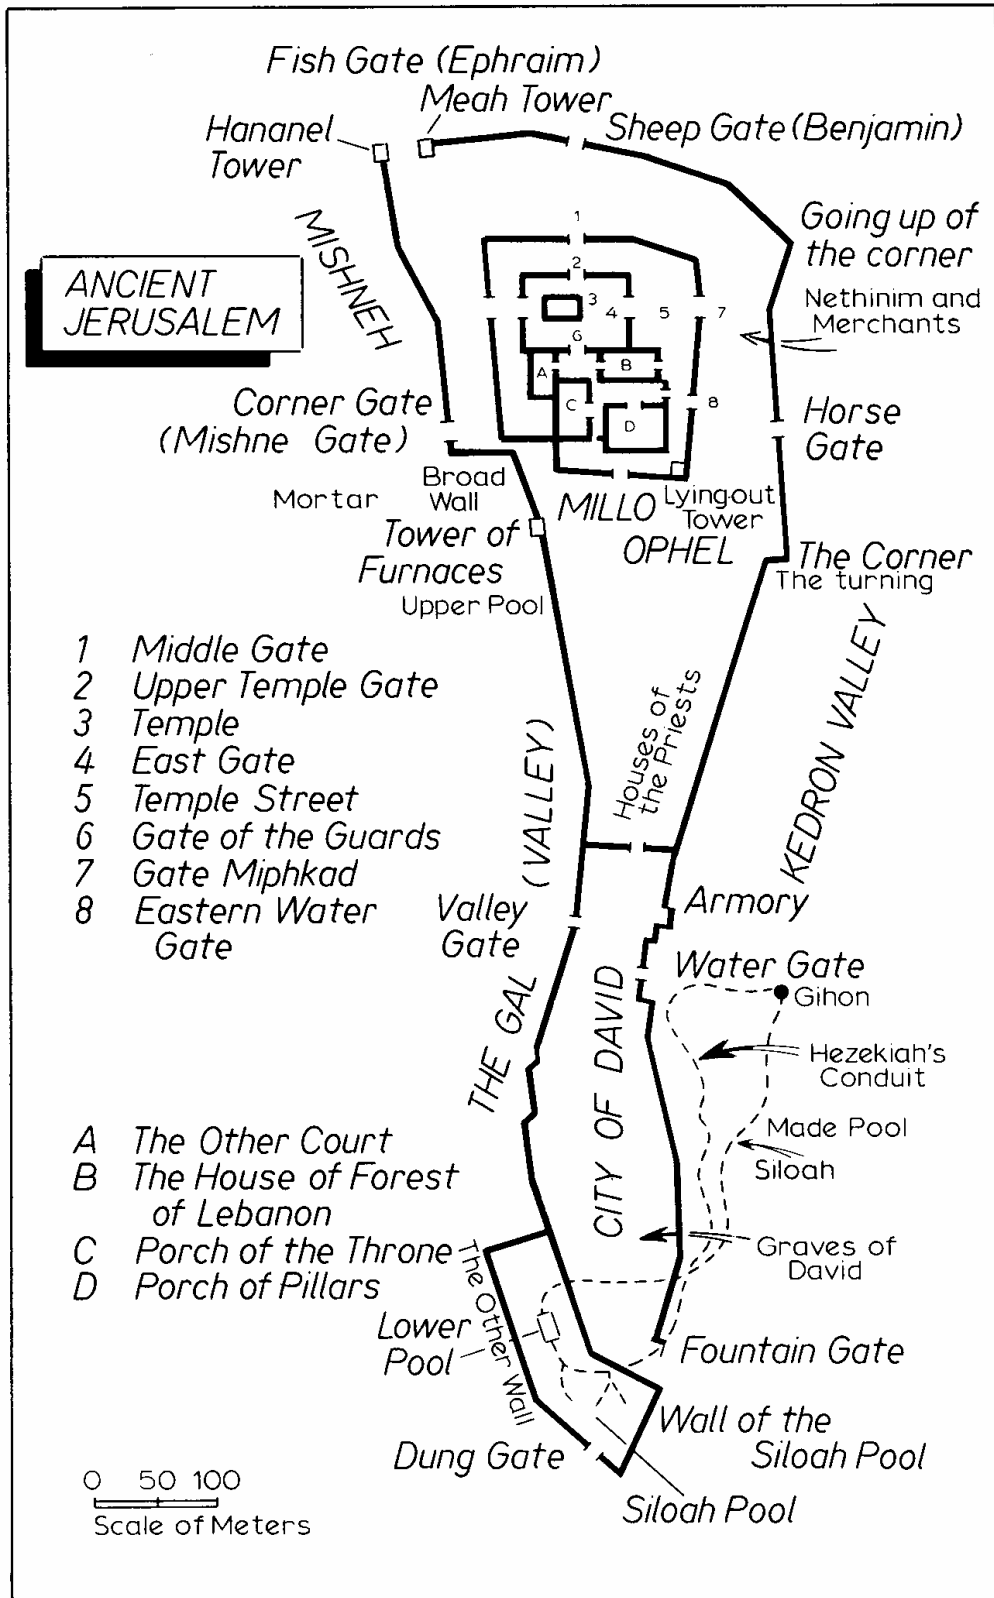 Fish Gate (Ephraim)
Meah Tower
Hananel
Tower
Sheep Gate (Benjamin)
MISHNEH
Going up of
the corner
ANCIENT
JERUSALEM
Nethinim and
Merchants
1
2
3
4
5
7
6
A
B
C
8
D
Corner Gate
(Mishne Gate)
Horse
Gate
Broad
Wall
Mortar
MILLO
Lying-out
Tower
Tower of
Furnaces
OPHEL
The Corner
The turning
Upper Pool
1 Middle Gate
2 Upper Temple Gate
3 Temple
4 East Gate
5 Temple Street
6 Gate of the Guards
7 Gate Miphkad
8 Eastern Water
Gate
Houses of
the Priests
KEDRON VALLEY
(VALLEY)
Valley
Gate
Armory
THE GAI
CITY OF DAVID
Water Gate
Gihon
Hezekiah's
Conduit
Made Pool
Siloah
A The Other Court
B The House of Forest
of Lebanon
C Porch of the Throne
D Porch of Pillars
Graves of
David
The Other Wall
Lower
Pool
Fountain Gate
Wall of the
Siloah Pool
Dung Gate
Siloah Pool
0 50 100
Scale of Meters